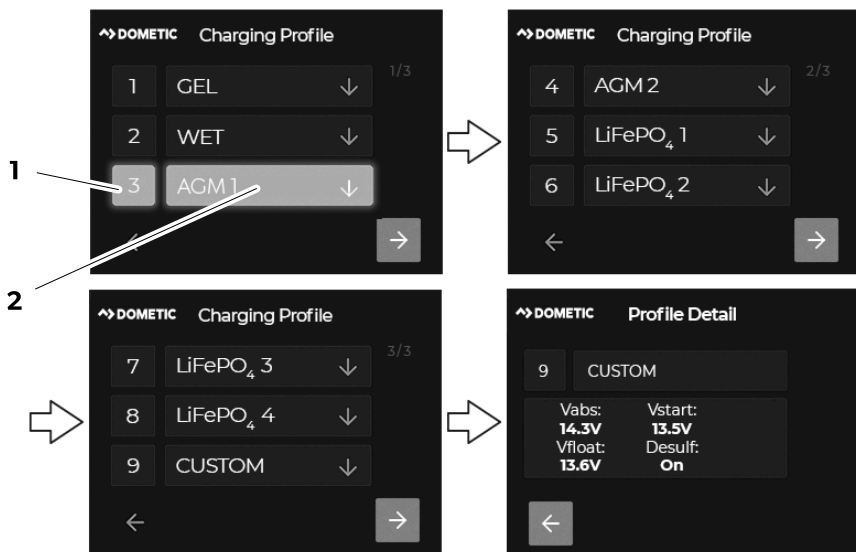 DOMETIC Charging Profile
1/3
1 GEL
2 WET
3 AGM 1
DOMETIC Charging Profile
2/3
4 AGM 2
5 LiFePO₄ 1
6 LiFePO₄ 2
1
2
DOMETIC Charging Profile
3/3
7 LiFePO₄ 3
8 LiFePO₄ 4
9 CUSTOM
DOMETIC Profile Detail
9 CUSTOM
Vabs: Vstart:
14.3V 13.5V
Vfloat: Desulf:
13.6V On